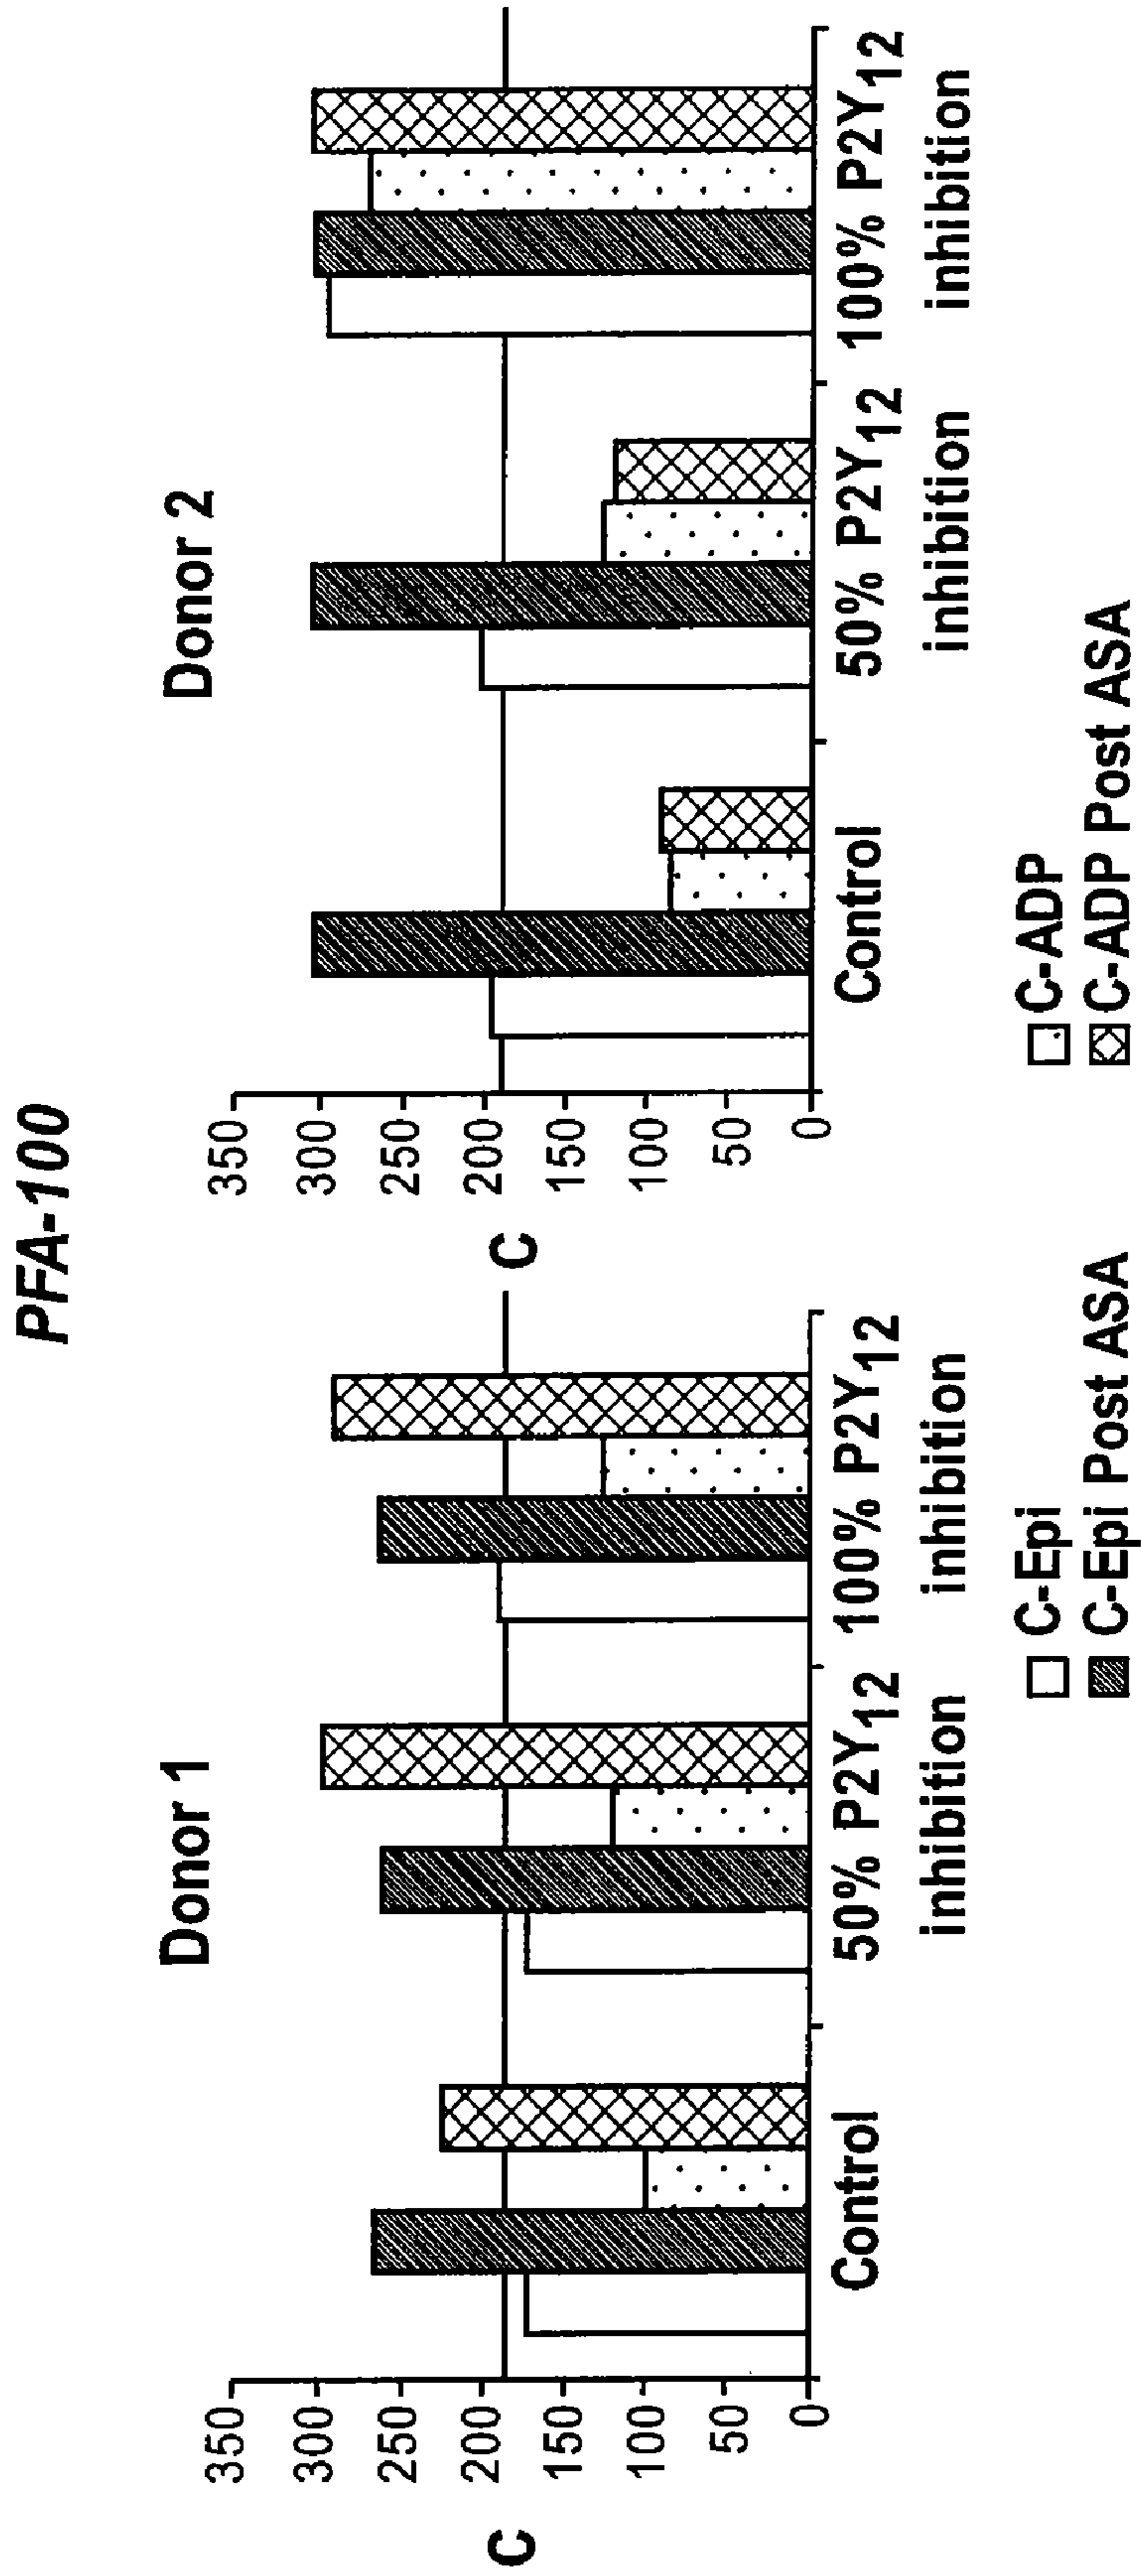 PFA-100
Donor 1
C
350
300
250
200
150
100
50
0
Control
50% P2Y12
inhibition
100% P2Y12
inhibition
Donor 2
C
350
300
250
200
150
100
50
0
Control
50% P2Y12
inhibition
100% P2Y12
inhibition
C-Epi
C-Epi Post ASA
C-ADP
C-ADP Post ASA